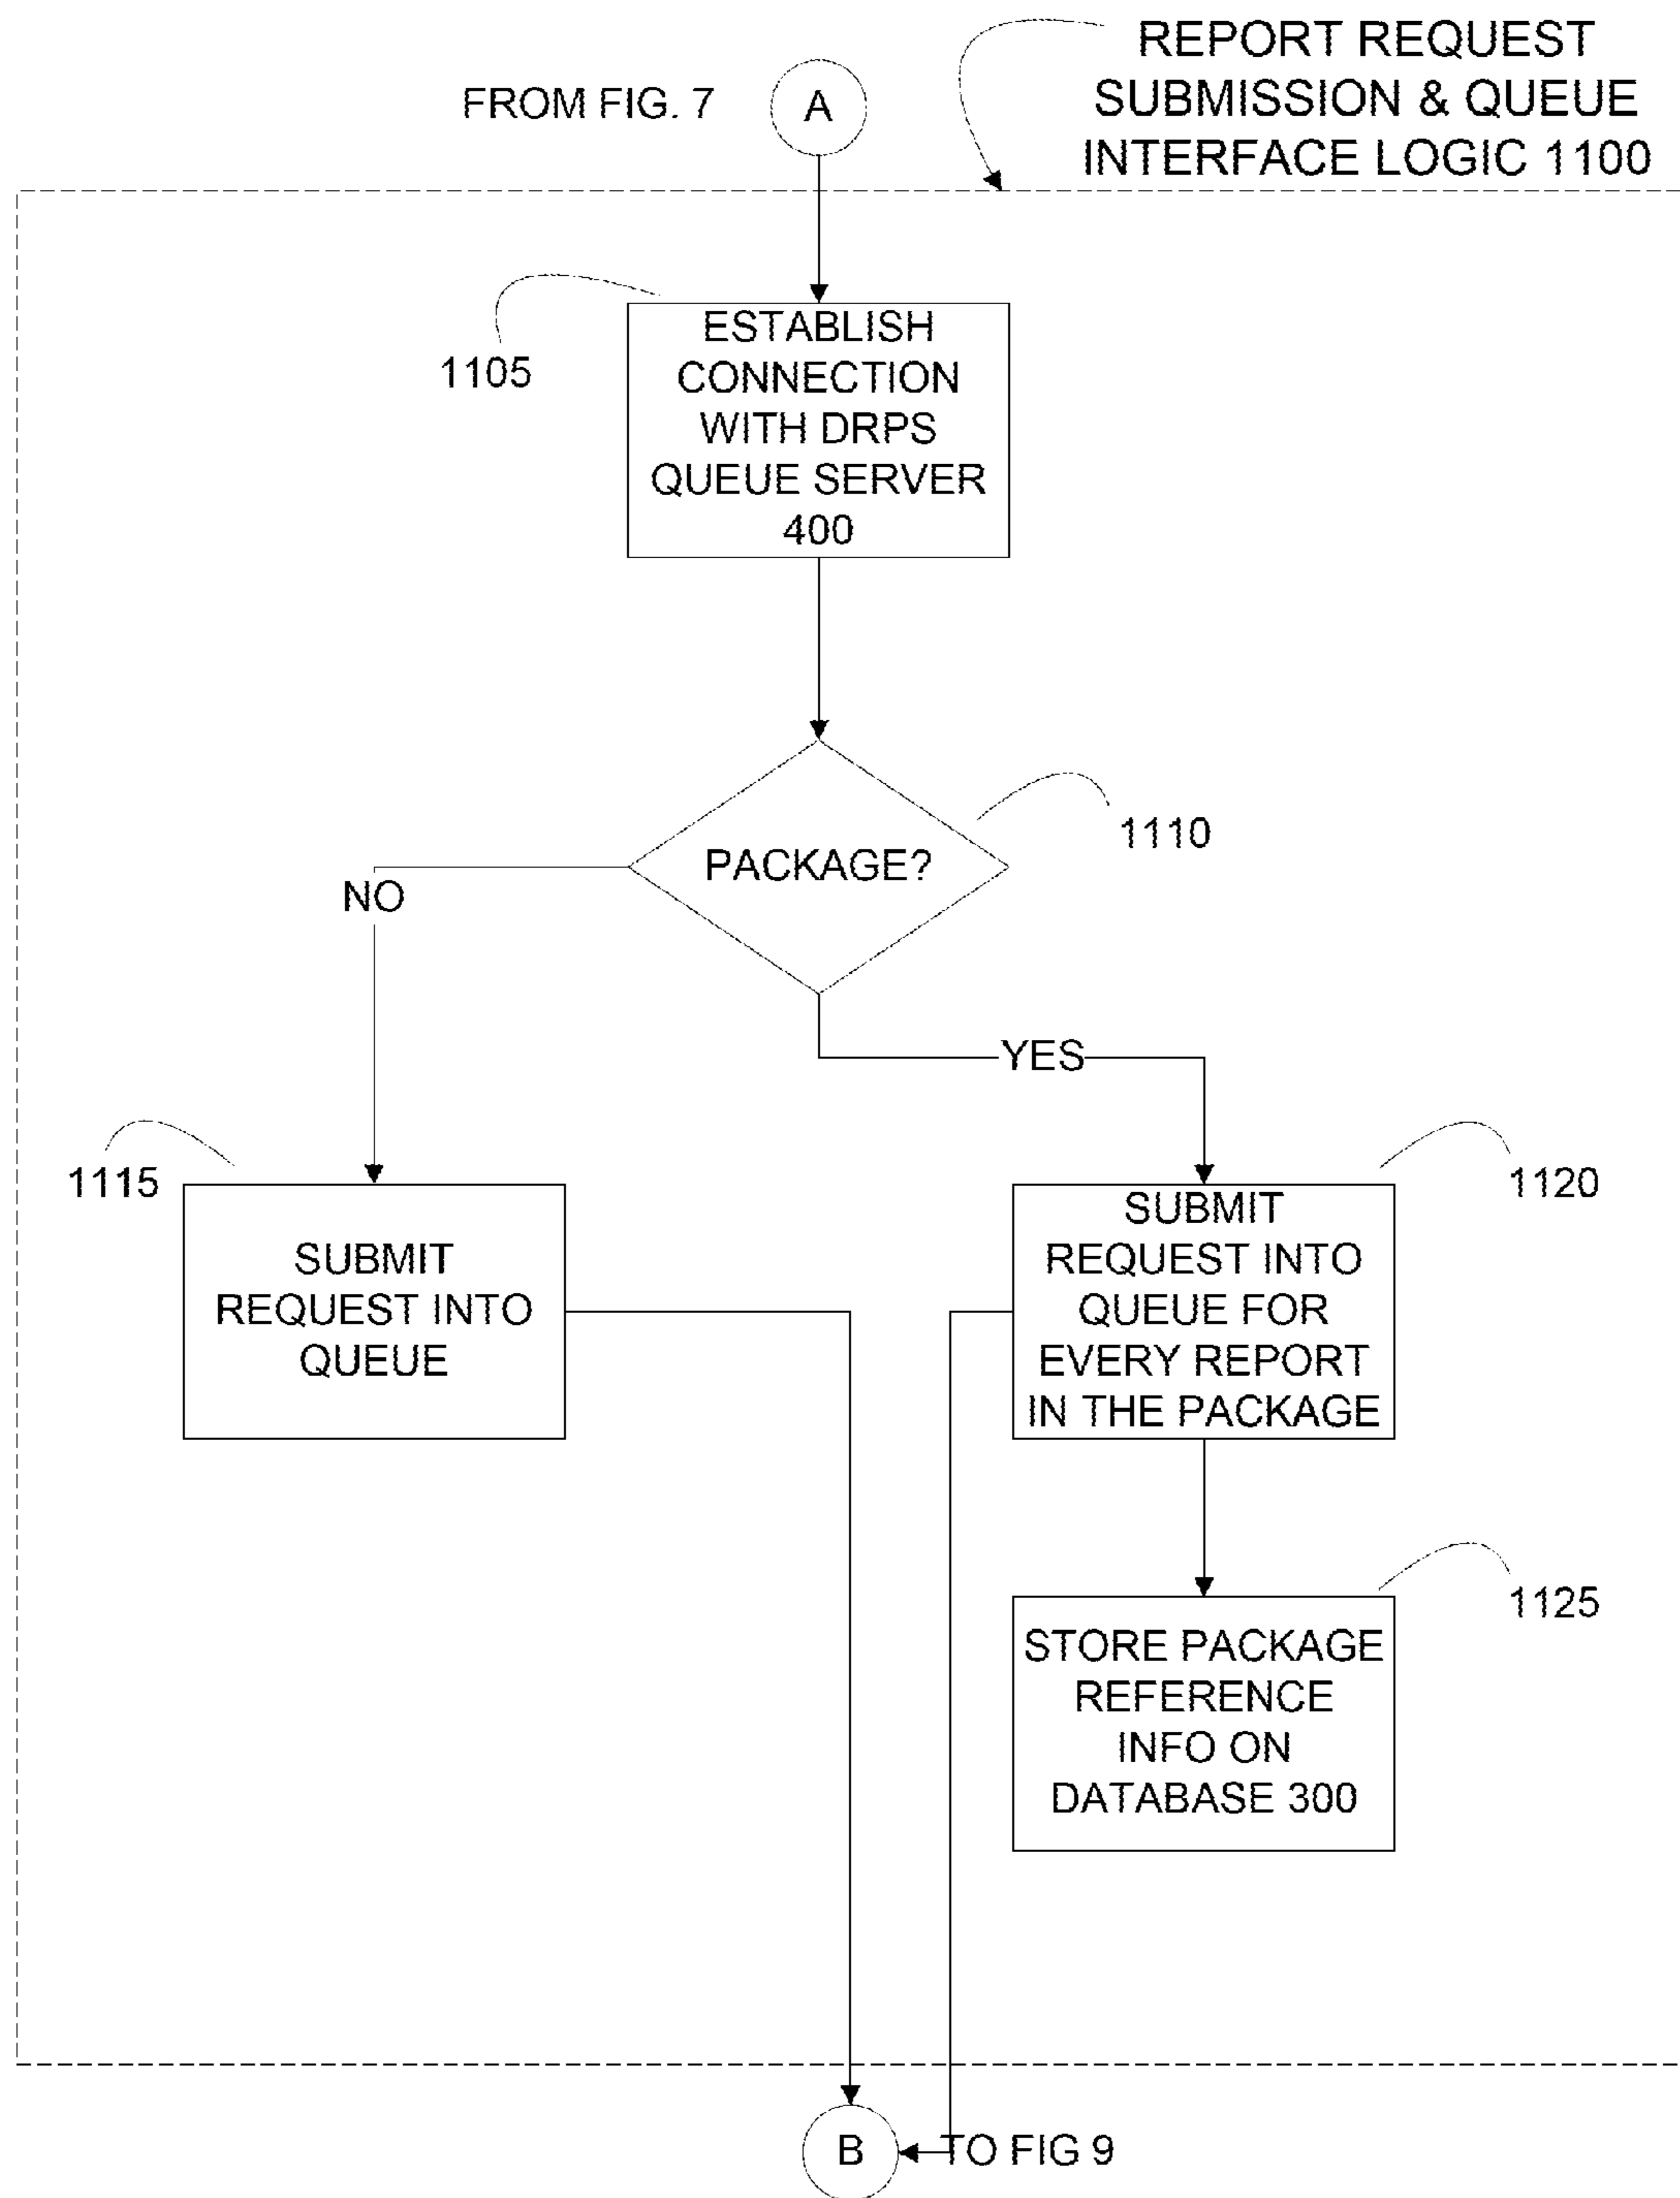 REPORT REQUEST
SUBMISSION & QUEUE
INTERFACE LOGIC 1100
FROM FIG. 7
A
1105
ESTABLISH
CONNECTION
WITH DRPS
QUEUE SERVER
400
1110
PACKAGE?
NO
YES
1115
SUBMIT
REQUEST INTO
QUEUE
1120
SUBMIT
REQUEST INTO
QUEUE FOR
EVERY REPORT
IN THE PACKAGE
1125
STORE PACKAGE
REFERENCE
INFO ON
DATABASE 300
B
TO FIG 9